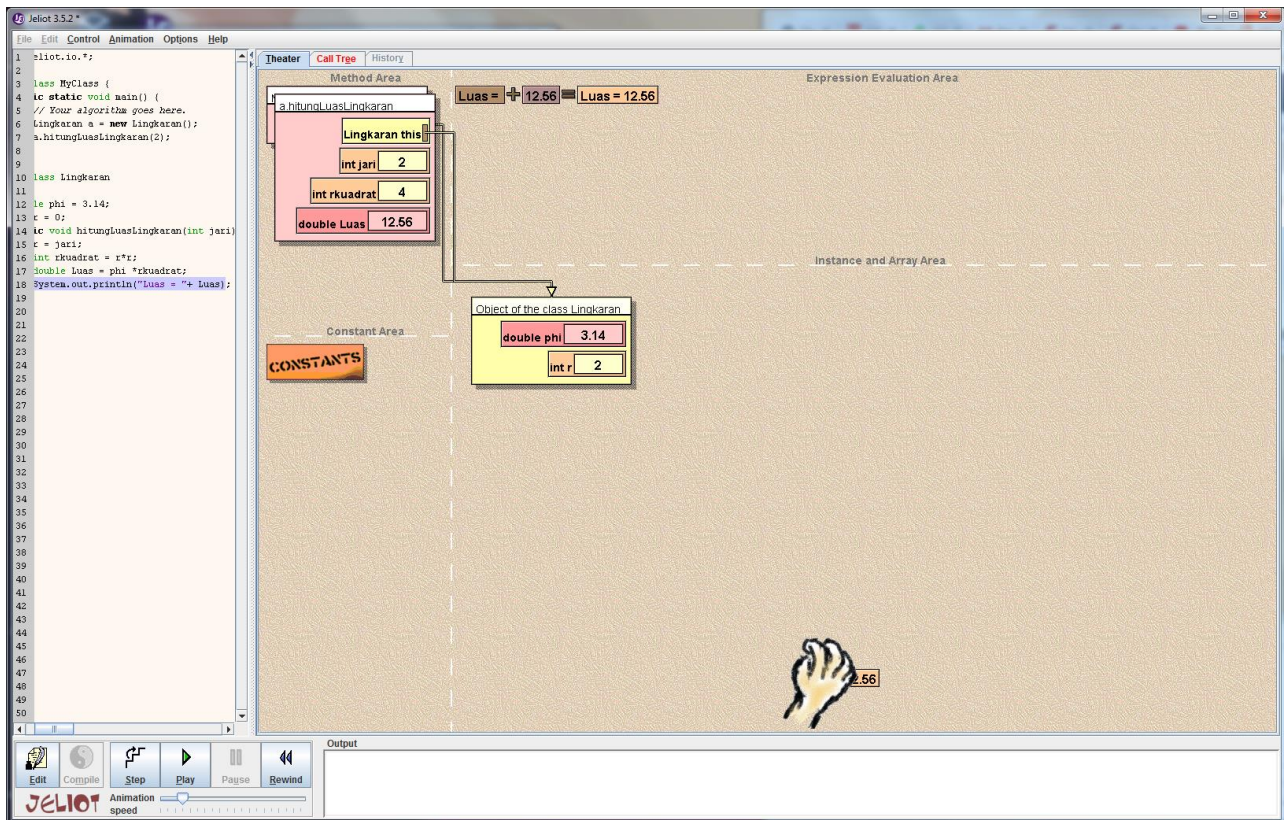 Jeliot 3.5.2 *
File Edit Control Animation Options Help
1 eliot.io.*;
2
3 lass MyClass {
4 ic static void main() {
5 // Your algorithm goes here.
6 Lingkaran a = new Lingkaran();
7 a.hitungLuasLingkaran(2);
8
9
10 lass Lingkaran
11
12 le phi = 3.14;
13 r = 0;
14 ic void hitungLuasLingkaran(int jari)
15 r = jari;
16 int rkuadrat = r*r;
17 double Luas = phi *rkuadrat;
18 System.out.println("Luas = "+ Luas);
19
20
21
22
23
24
25
26
27
28
29
30
31
32
33
34
35
36
37
38
39
40
41
42
43
44
45
46
47
48
49
50
Theater Call Tree History
Method Area
a.hitungLuasLingkaran
Lingkaran this
int jari 2
int rkuadrat 4
double Luas 12.56
Constant Area
CONSTANTS
Expression Evaluation Area
Luas = + 12.56 = Luas = 12.56
Instance and Array Area
Object of the class Lingkaran
double phi 3.14
int r 2
2.56
Edit Compile Step Play Pause Rewind
JELIOT Animation speed
Output